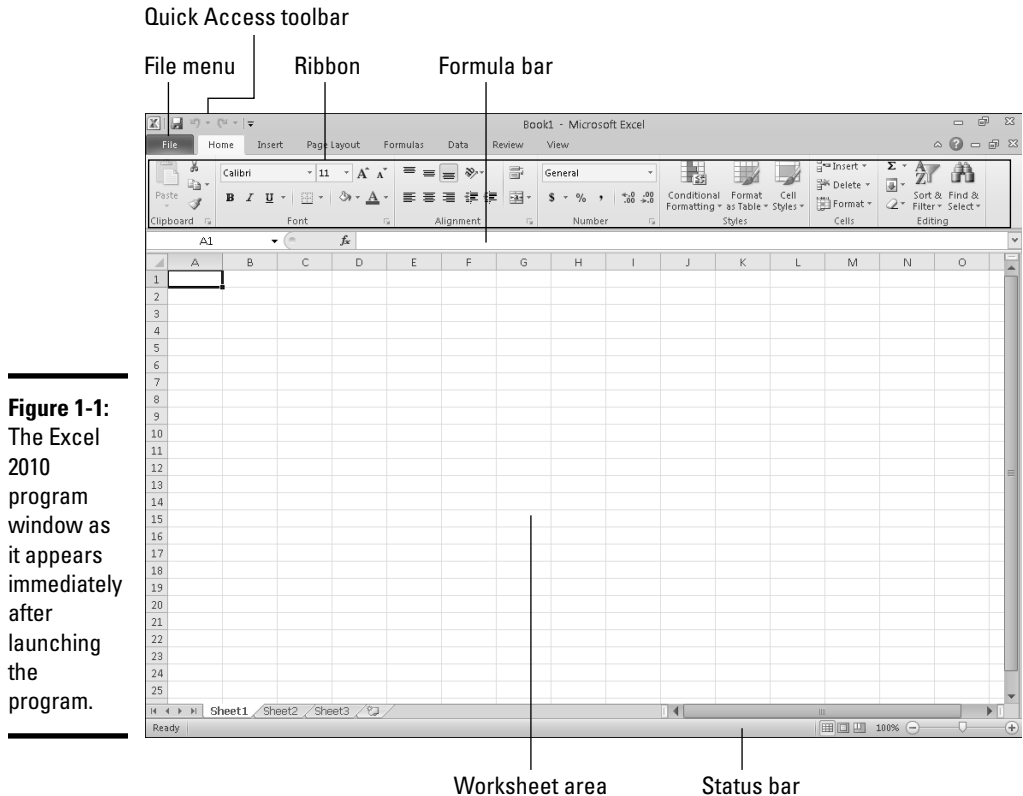 Quick Access toolbar
File menu Ribbon Formula bar
Book1 - Microsoft Excel
File Home Insert Page Layout Formulas Data Review View
Calibri 11 A A General Insert Σ
Delete
Paste B I U A $ % , .0 .00 .00 .0 Conditional Format Cell Format Sort & Find &
Formatting as Table Styles Filter Select
Clipboard Font Alignment Number Styles Cells Editing
A1 fx
A B C D E F G H I J K L M N O
1
2
3
4
5
6
7
8
9
10
11
12
13
14
15
16
17
18
19
20
21
22
23
24
25
Sheet1 Sheet2 Sheet3
Ready 100%
Figure 1-1:
The Excel
2010
program
window as
it appears
immediately
after
launching
the
program.
Worksheet area Status bar